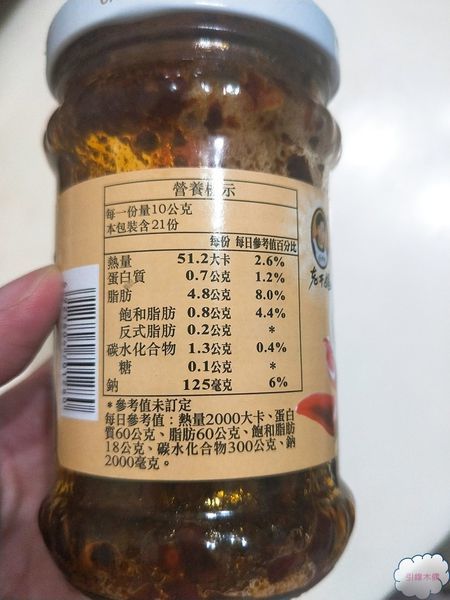 營養標示
每一份量10公克
本包裝含21份
每份 每日參考值百分比
熱量 51.2大卡 2.6%
蛋白質 0.7公克 1.2%
脂肪 4.8公克 8.0%
飽和脂肪 0.8公克 4.4%
反式脂肪 0.2公克 *
碳水化合物 1.3公克 0.4%
糖 0.1公克 *
鈉 125毫克 6%
*參考值未訂定
每日參考值：熱量2000大卡、蛋白
質60公克、脂肪60公克、飽和脂肪
18公克、碳水化合物300公克、鈉
2000毫克。
老干媽
引線木偶